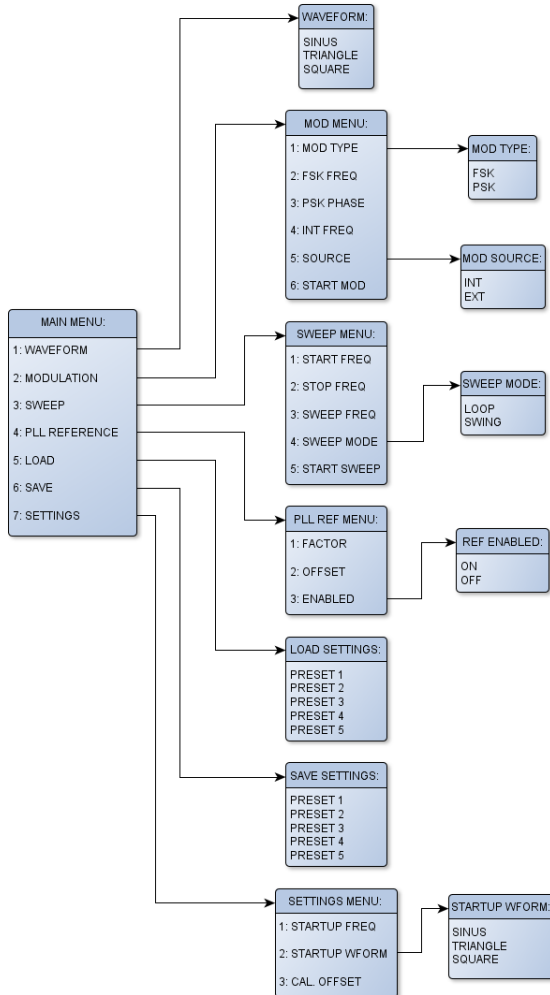 WAVEFORM:
SINUS
TRIANGLE
SQUARE
MOD MENU:
1: MOD TYPE
2: FSK FREQ
3: PSK PHASE
4: INT FREQ
5: SOURCE
6: START MOD
MOD TYPE:
FSK
PSK
MOD SOURCE:
INT
EXT
MAIN MENU:
1: WAVEFORM
2: MODULATION
3: SWEEP
4: PLL REFERENCE
5: LOAD
6: SAVE
7: SETTINGS
SWEEP MENU:
1: START FREQ
2: STOP FREQ
3: SWEEP FREQ
4: SWEEP MODE
5: START SWEEP
SWEEP MODE:
LOOP
SWING
PLL REF MENU:
1: FACTOR
2: OFFSET
3: ENABLED
REF ENABLED:
ON
OFF
LOAD SETTINGS:
PRESET 1
PRESET 2
PRESET 3
PRESET 4
PRESET 5
SAVE SETTINGS:
PRESET 1
PRESET 2
PRESET 3
PRESET 4
PRESET 5
SETTINGS MENU:
1: STARTUP FREQ
2: STARTUP WFORM
3: CAL. OFFSET
STARTUP WFORM:
SINUS
TRIANGLE
SQUARE